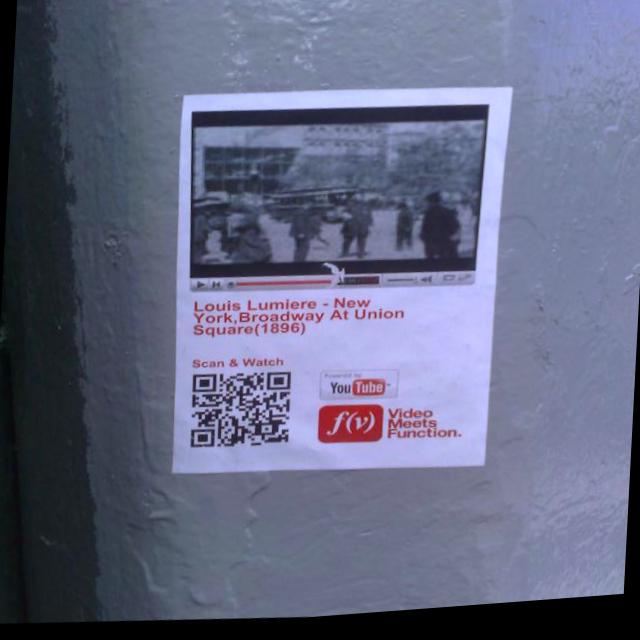 Louis Lumiere - New
York,Broadway At Union
Square(1896)
Scan & Watch
Powered by
YouTube
f(v) Video
Meets
Function.